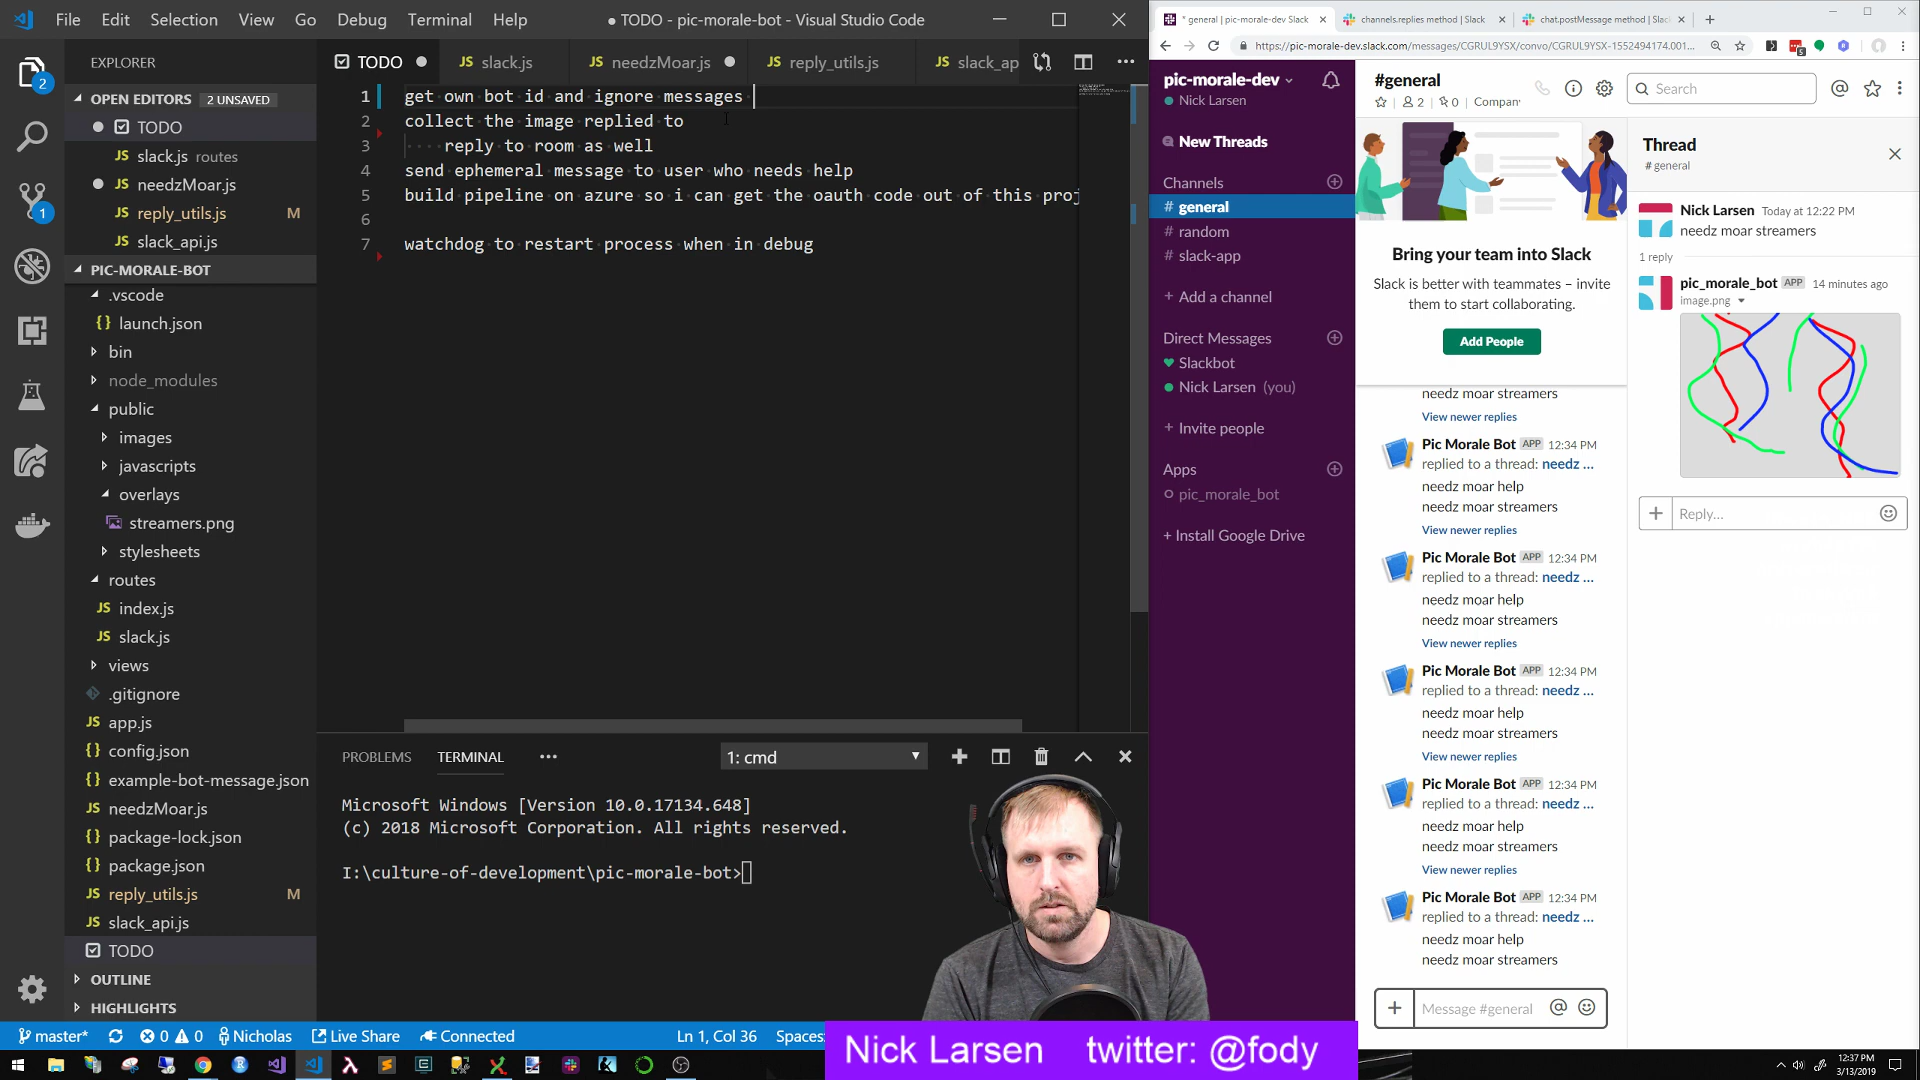 File Edit Selection View Go Debug Terminal Help
● TODO - pic-morale-bot - Visual Studio Code
EXPLORER
OPEN EDITORS 2 UNSAVED
TODO
JS slack.js routes
JS needzMoar.js
JS reply_utils.js M
JS slack_api.js
PIC-MORALE-BOT
.vscode
{} launch.json
bin
node_modules
public
images
javascripts
overlays
streamers.png
stylesheets
routes
JS index.js
JS slack.js
views
.gitignore
JS app.js
{} config.json
{} example-bot-message.json
JS needzMoar.js
{} package-lock.json
{} package.json
JS reply_utils.js M
JS slack_api.js
TODO
OUTLINE
HIGHLIGHTS
2
1
TODO JS slack.js JS needzMoar.js JS reply_utils.js JS slack_ap
1 get own bot id and ignore messages
2 collect the image replied to
3 reply to room as well
4 send ephemeral message to user who needs help
5 build pipeline on azure so i can get the oauth code out of this proj
6
7 watchdog to restart process when in debug
PROBLEMS TERMINAL ••• 1: cmd
Microsoft Windows [Version 10.0.17134.648]
(c) 2018 Microsoft Corporation. All rights reserved.
I:\culture-of-development\pic-morale-bot>
master* 0 0 Nicholas Live Share Connected Ln 1, Col 36 Spaces:
Nick Larsen twitter: @fody
* general | pic-morale-dev Slack
channels.replies method | Slack
chat.postMessage method | Slac
https://pic-morale-dev.slack.com/messages/CGRUL9YSX/convo/CGRUL9YSX-1552494174.001...
pic-morale-dev
Nick Larsen
New Threads
Channels
# general
# random
# slack-app
+ Add a channel
Direct Messages
Slackbot
Nick Larsen (you)
+ Invite people
Apps
pic_morale_bot
+ Install Google Drive
#general
2 0 Compan
Search
Bring your team into Slack
Slack is better with teammates – invite
them to start collaborating.
Add People
needz moar streamers
View newer replies
Pic Morale Bot APP 12:34 PM
replied to a thread: needz ...
needz moar help
needz moar streamers
View newer replies
Pic Morale Bot APP 12:34 PM
replied to a thread: needz ...
needz moar help
needz moar streamers
View newer replies
Pic Morale Bot APP 12:34 PM
replied to a thread: needz ...
needz moar help
needz moar streamers
View newer replies
Pic Morale Bot APP 12:34 PM
replied to a thread: needz ...
needz moar help
needz moar streamers
View newer replies
Pic Morale Bot APP 12:34 PM
replied to a thread: needz ...
needz moar help
needz moar streamers
Message #general
Thread
# general
Nick Larsen Today at 12:22 PM
needz moar streamers
1 reply
pic_morale_bot APP 14 minutes ago
image.png
Reply...
12:37 PM
3/13/2019